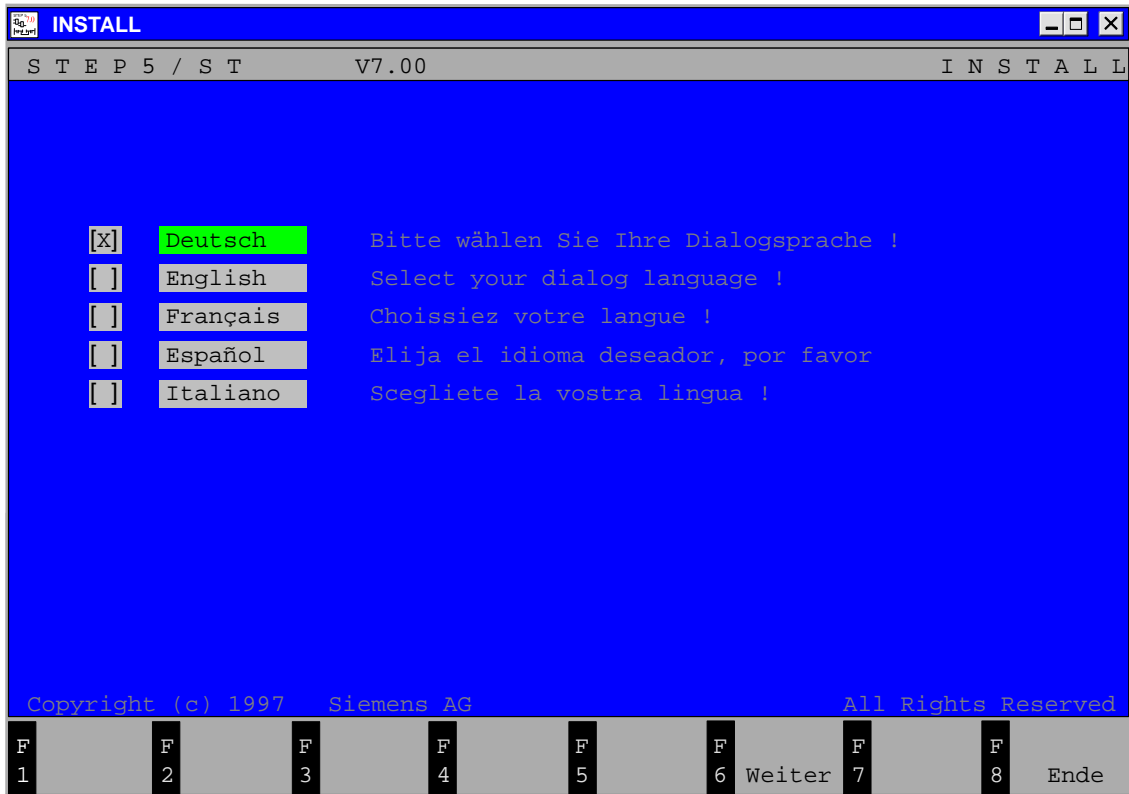 INSTALL
S T E P 5 / S T V7.00 I N S T A L L
[X] Deutsch Bitte wählen Sie Ihre Dialogsprache !
[ ] English Select your dialog language !
[ ] Français Choissiez votre langue !
[ ] Español Elija el idioma deseador, por favor
[ ] Italiano Scegliete la vostra lingua !
Copyright (c) 1997 Siemens AG All Rights Reserved
F F F F F F F F
1 2 3 4 5 6 Weiter 7 8 Ende